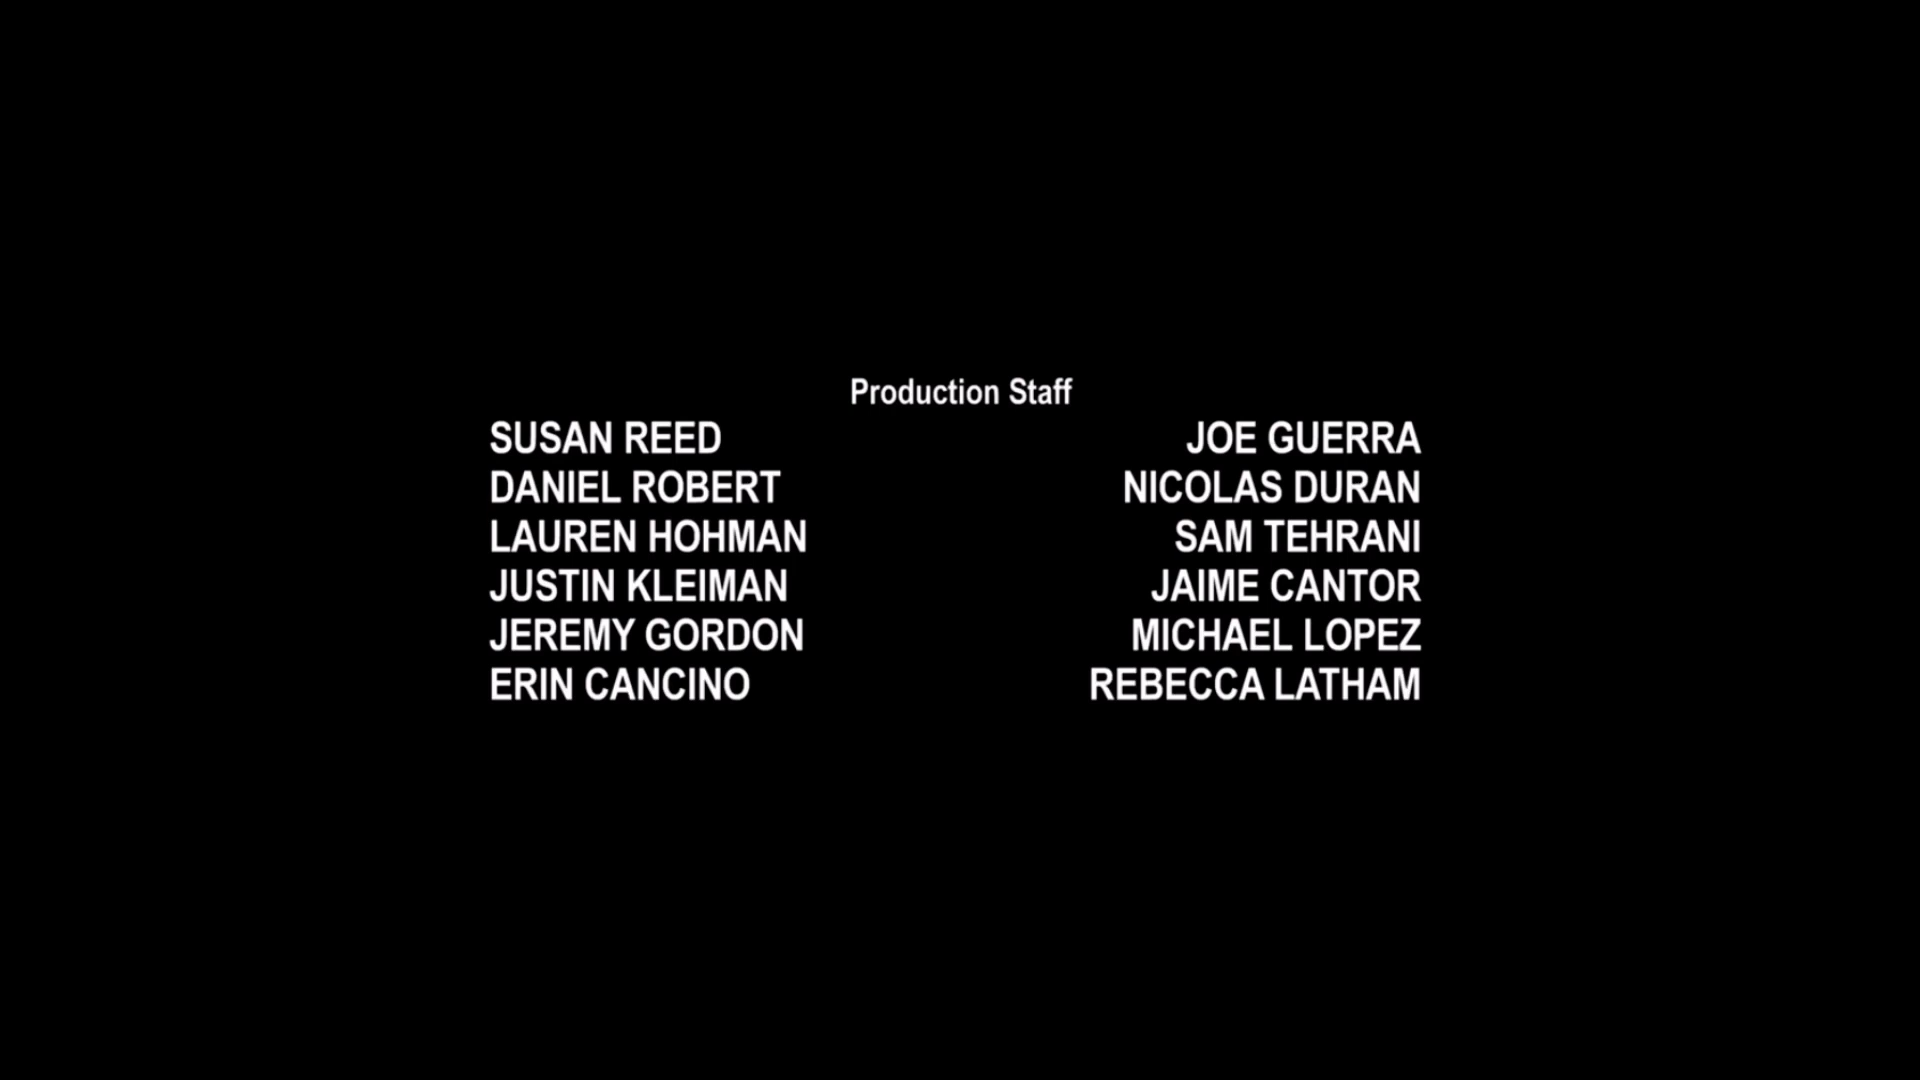 Production Staff
SUSAN REED JOE GUERRA
DANIEL ROBERT NICOLAS DURAN
LAUREN HOHMAN SAM TEHRANI
JUSTIN KLEIMAN JAIME CANTOR
JEREMY GORDON MICHAEL LOPEZ
ERIN CANCINO REBECCA LATHAM